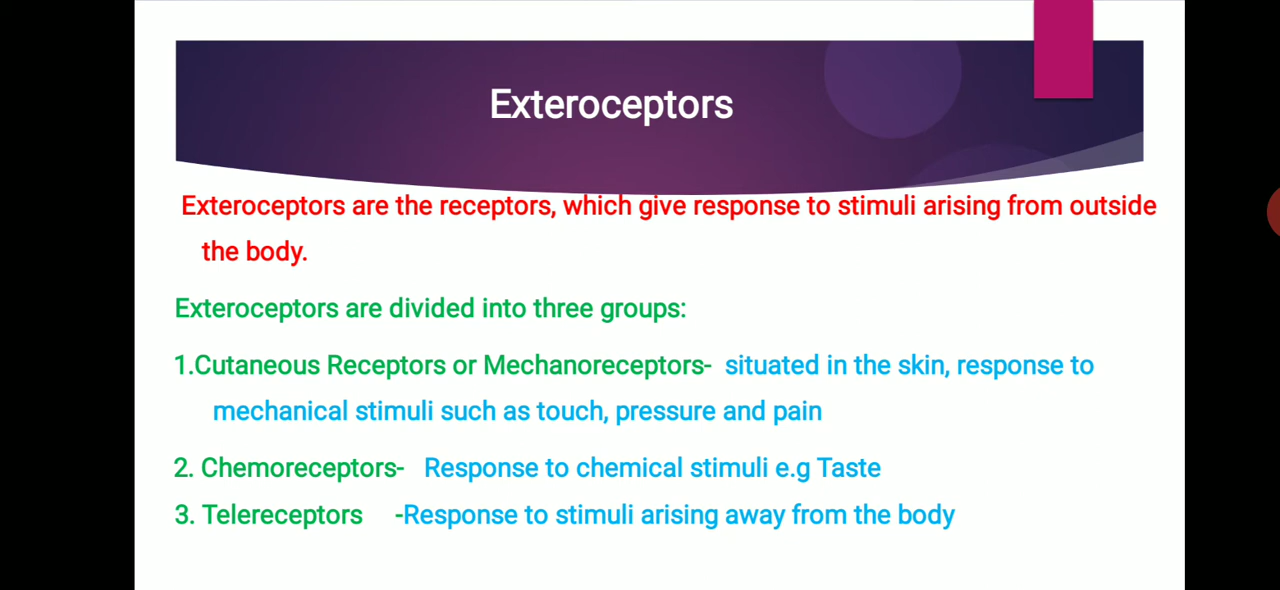 Exteroceptors
Exteroceptors are the receptors, which give response to stimuli arising from outside
the body.
Exteroceptors are divided into three groups:
1.Cutaneous Receptors or Mechanoreceptors- situated in the skin, response to
mechanical stimuli such as touch, pressure and pain
2. Chemoreceptors- Response to chemical stimuli e.g Taste
3. Telereceptors -Response to stimuli arising away from the body